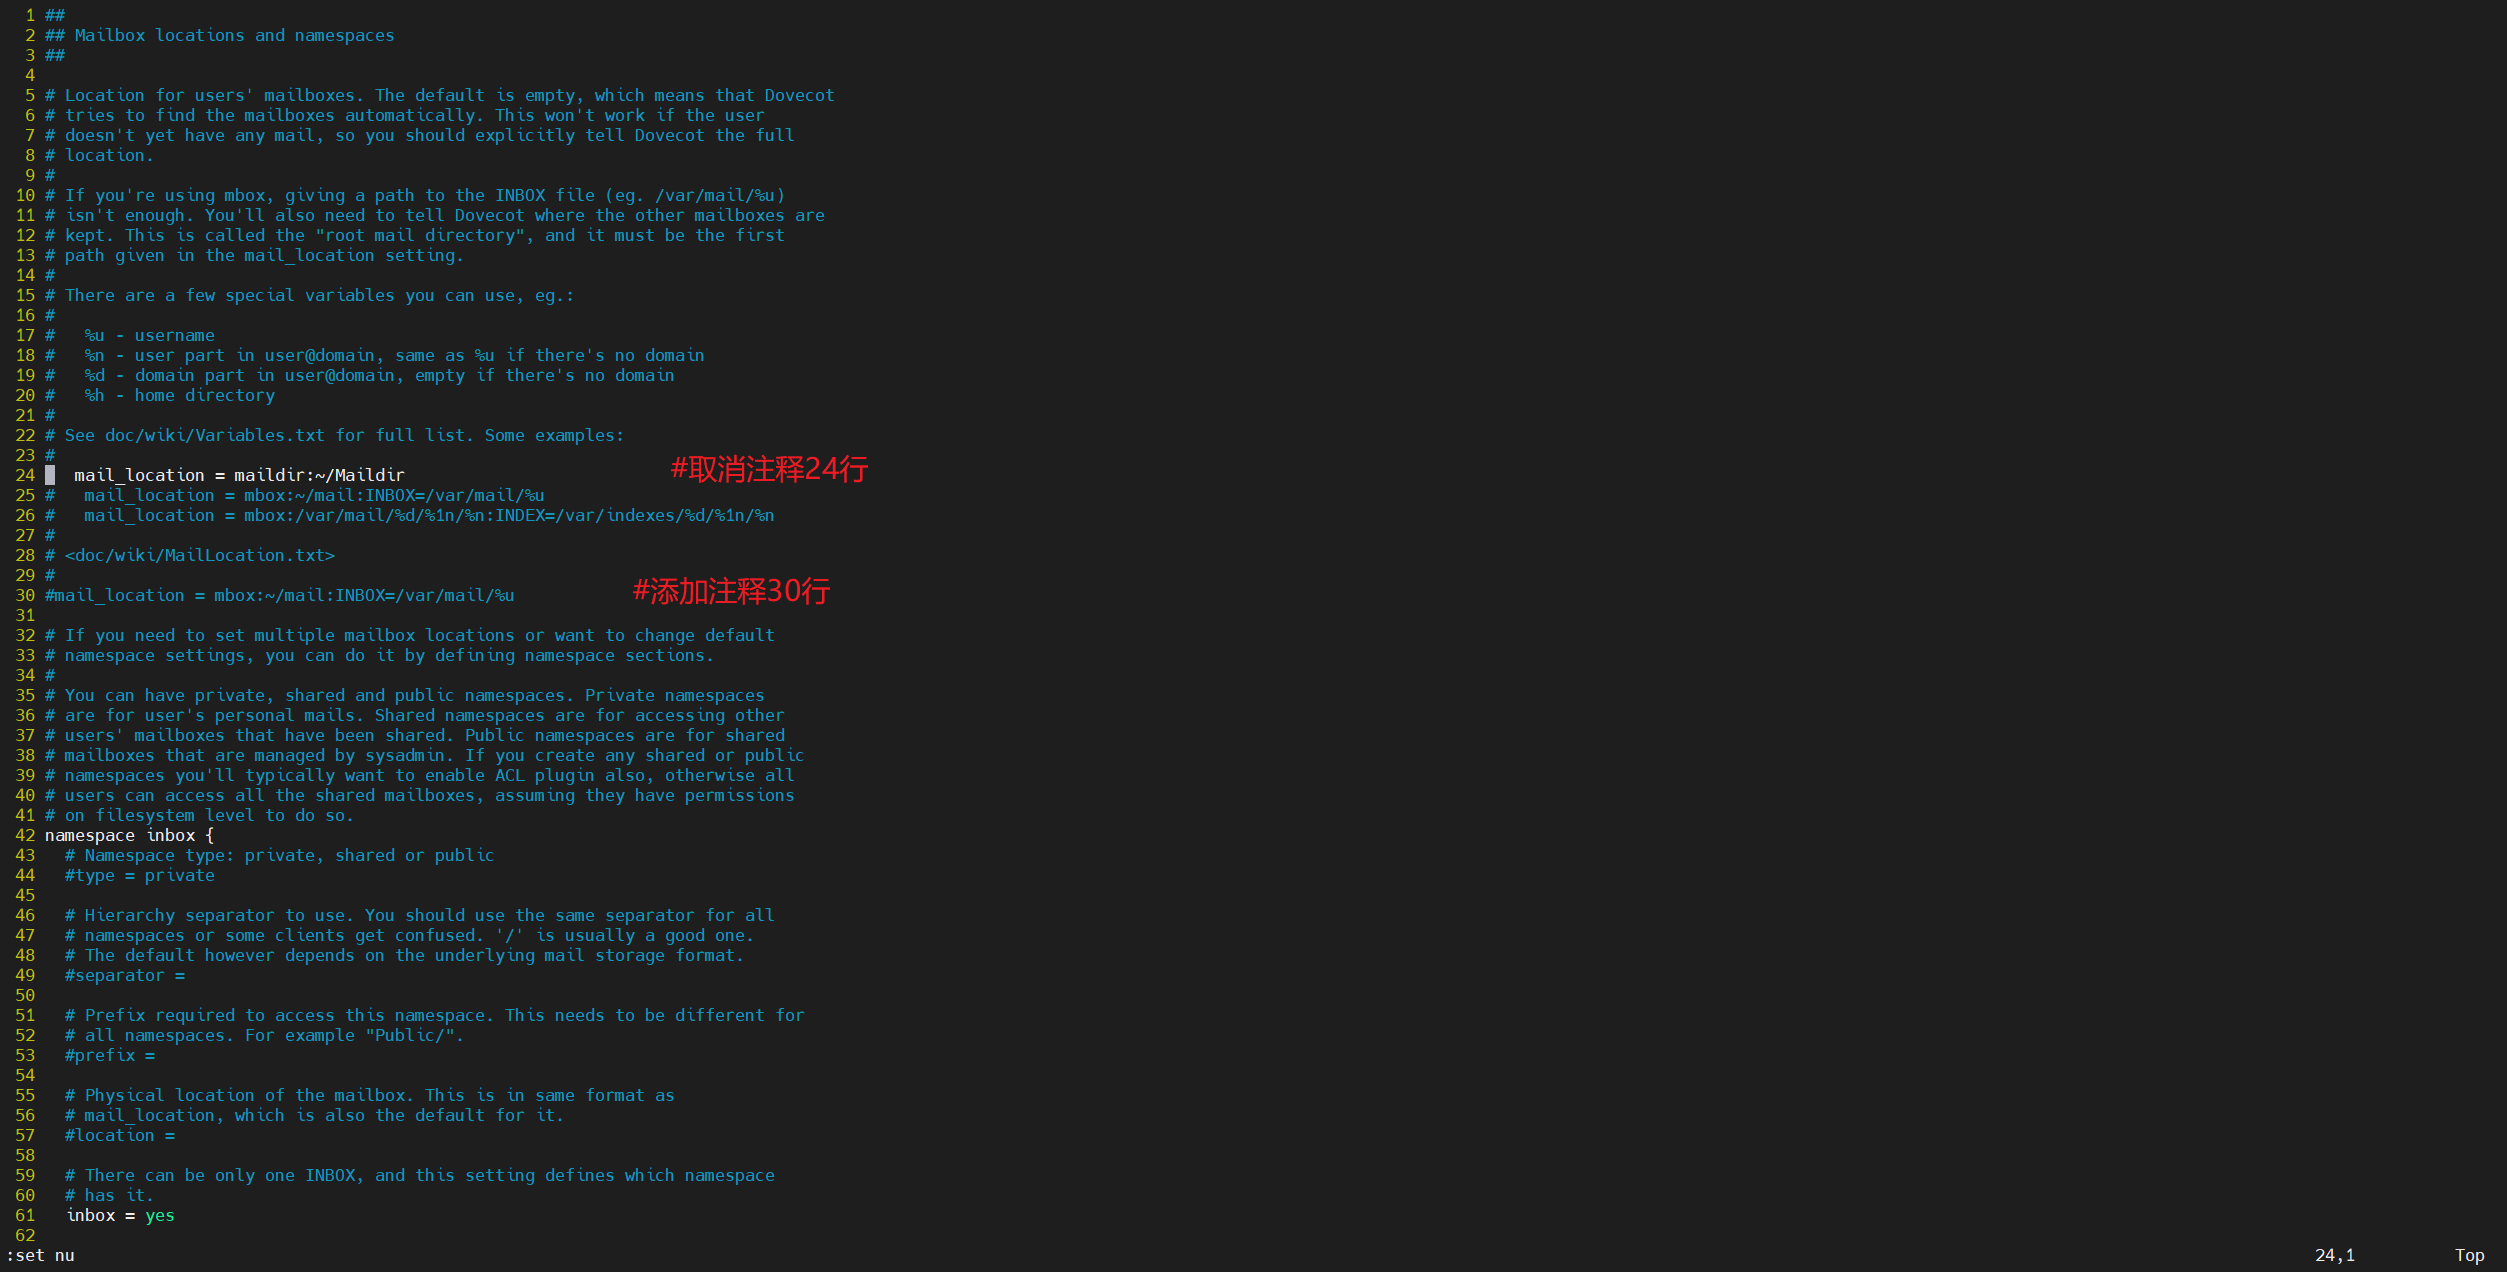 1 ##
2 ## Mailbox locations and namespaces
3 ##
4
5 # Location for users' mailboxes. The default is empty, which means that Dovecot
6 # tries to find the mailboxes automatically. This won't work if the user
7 # doesn't yet have any mail, so you should explicitly tell Dovecot the full
8 # location.
9 #
10 # If you're using mbox, giving a path to the INBOX file (eg. /var/mail/%u)
11 # isn't enough. You'll also need to tell Dovecot where the other mailboxes are
12 # kept. This is called the "root mail directory", and it must be the first
13 # path given in the mail_location setting.
14 #
15 # There are a few special variables you can use, eg.:
16 #
17 #   %u - username
18 #   %n - user part in user@domain, same as %u if there's no domain
19 #   %d - domain part in user@domain, empty if there's no domain
20 #   %h - home directory
21 #
22 # See doc/wiki/Variables.txt for full list. Some examples:
23 #
24    mail_location = maildir:~/Maildir #取消注释24行
25 #   mail_location = mbox:~/mail:INBOX=/var/mail/%u
26 #   mail_location = mbox:/var/mail/%d/%1n/%n:INDEX=/var/indexes/%d/%1n/%n
27 #
28 # <doc/wiki/MailLocation.txt>
29 #
30 #mail_location = mbox:~/mail:INBOX=/var/mail/%u #添加注释30行
31
32 # If you need to set multiple mailbox locations or want to change default
33 # namespace settings, you can do it by defining namespace sections.
34 #
35 # You can have private, shared and public namespaces. Private namespaces
36 # are for user's personal mails. Shared namespaces are for accessing other
37 # users' mailboxes that have been shared. Public namespaces are for shared
38 # mailboxes that are managed by sysadmin. If you create any shared or public
39 # namespaces you'll typically want to enable ACL plugin also, otherwise all
40 # users can access all the shared mailboxes, assuming they have permissions
41 # on filesystem level to do so.
42 namespace inbox {
43   # Namespace type: private, shared or public
44   #type = private
45
46   # Hierarchy separator to use. You should use the same separator for all
47   # namespaces or some clients get confused. '/' is usually a good one.
48   # The default however depends on the underlying mail storage format.
49   #separator =
50
51   # Prefix required to access this namespace. This needs to be different for
52   # all namespaces. For example "Public/".
53   #prefix =
54
55   # Physical location of the mailbox. This is in same format as
56   # mail_location, which is also the default for it.
57   #location =
58
59   # There can be only one INBOX, and this setting defines which namespace
60   # has it.
61   inbox = yes
62
:set nu 24,1 Top